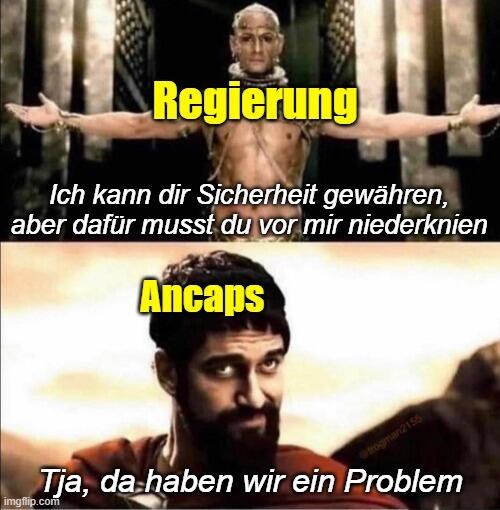 Regierung
Ich kann dir Sicherheit gewähren,
aber dafür musst du vor mir niederknien
Ancaps
@frogman2155
Tja, da haben wir ein Problem
imgflip.com